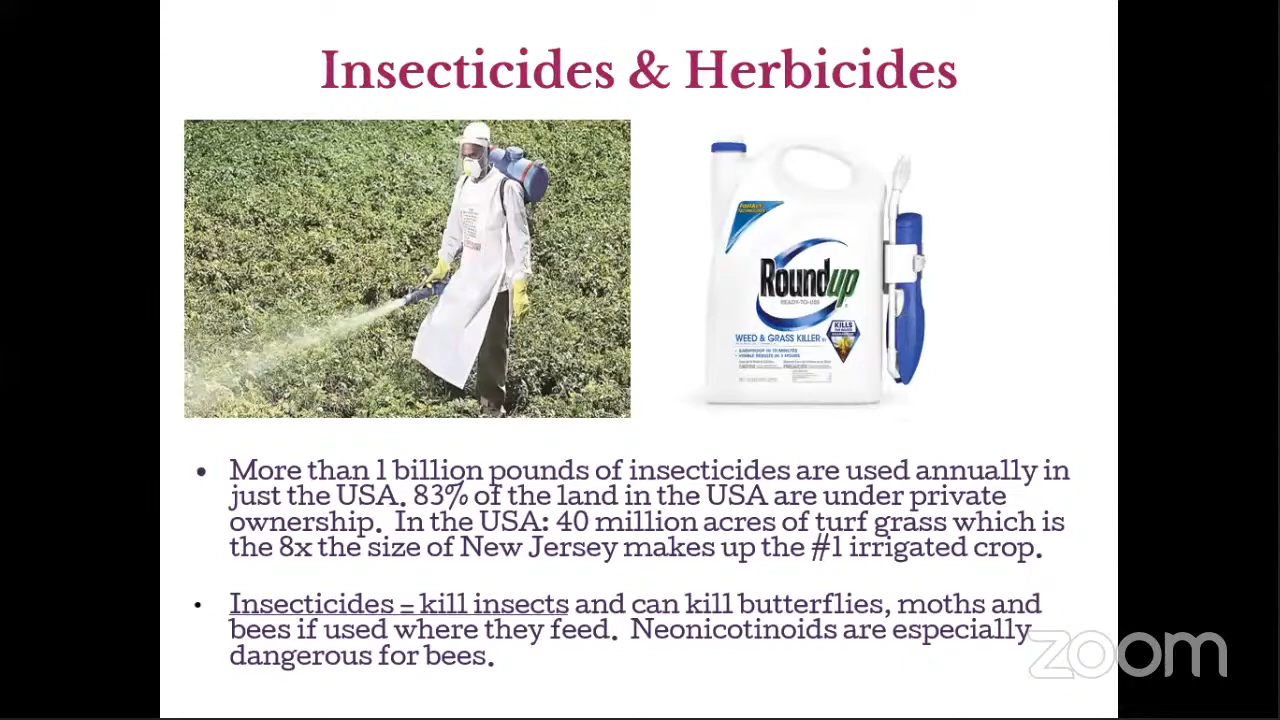 Insecticides & Herbicides
Roundup
READY-TO-USE
WEED & GRASS KILLER III
KILLS
• More than 1 billion pounds of insecticides are used annually in
just the USA. 83% of the land in the USA are under private
ownership. In the USA: 40 million acres of turf grass which is
the 8x the size of New Jersey makes up the #1 irrigated crop.
• Insecticides = kill insects and can kill butterflies, moths and
bees if used where they feed. Neonicotinoids are especially
dangerous for bees.
zoom